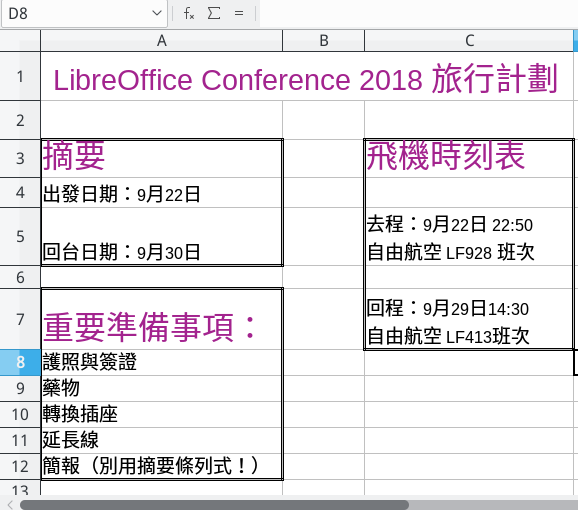 D8
A B C
1
LibreOffice Conference 2018 旅行計劃
2
3
摘要
飛機時刻表
4
出發日期：9月22日
5
回台日期：9月30日
去程：9月22日 22:50
自由航空 LF928 班次
6
7
重要準備事項：
回程：9月29日14:30
自由航空 LF413班次
8
護照與簽證
9
藥物
10
轉換插座
11
延長線
12
簡報（別用摘要條列式！）
13